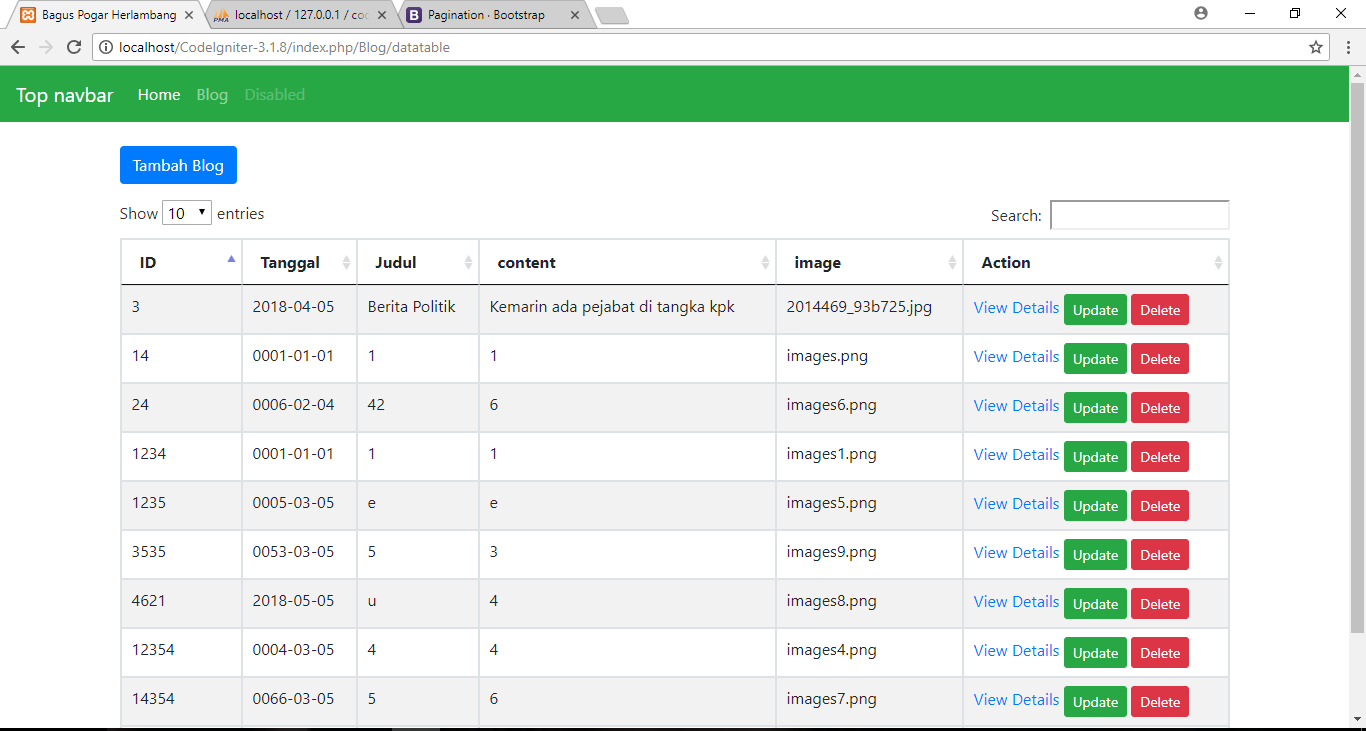 Bagus Pogar Herlambang
localhost / 127.0.0.1 / coc
Pagination · Bootstrap
localhost/CodeIgniter-3.1.8/index.php/Blog/datatable
Top navbar Home Blog Disabled
Tambah Blog
Show 10 entries Search:
ID Tanggal Judul content image Action
3 2018-04-05 Berita Politik Kemarin ada pejabat di tangka kpk 2014469_93b725.jpg View Details Update Delete
14 0001-01-01 1 1 images.png View Details Update Delete
24 0006-02-04 42 6 images6.png View Details Update Delete
1234 0001-01-01 1 1 images1.png View Details Update Delete
1235 0005-03-05 e e images5.png View Details Update Delete
3535 0053-03-05 5 3 images9.png View Details Update Delete
4621 2018-05-05 u 4 images8.png View Details Update Delete
12354 0004-03-05 4 4 images4.png View Details Update Delete
14354 0066-03-05 5 6 images7.png View Details Update Delete